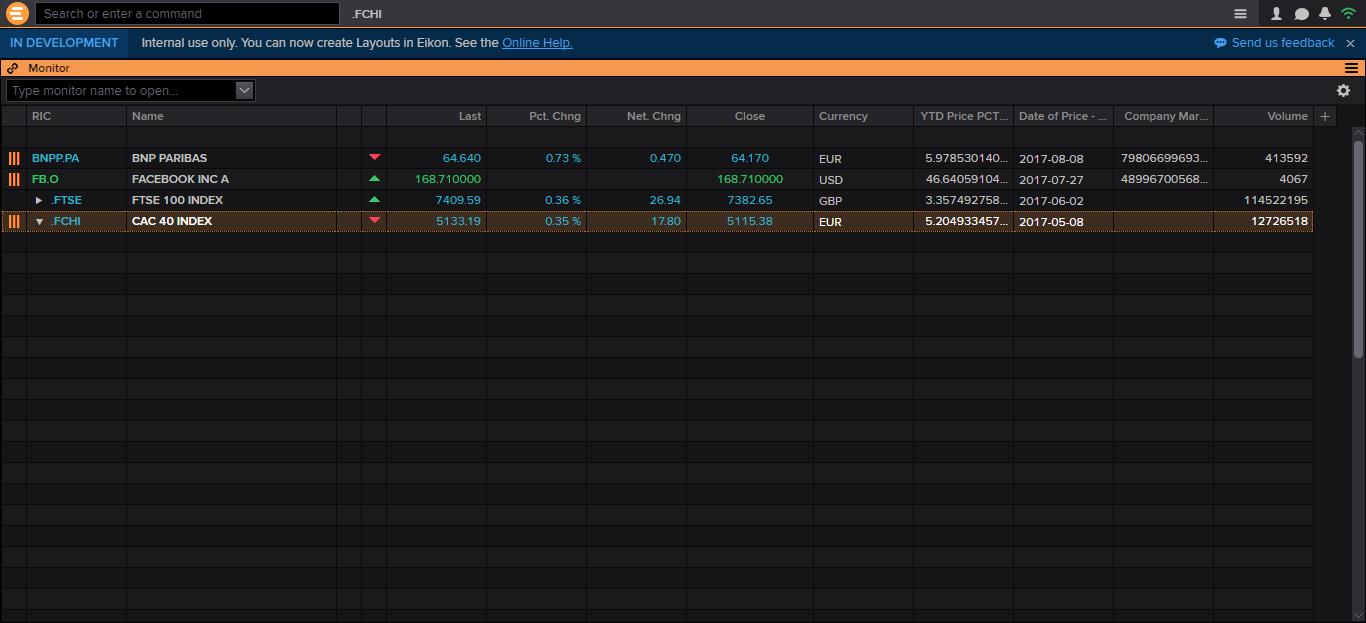 Search or enter a command .FCHI
IN DEVELOPMENT Internal use only. You can now create Layouts in Eikon. See the Online Help. Send us feedback
Monitor
Type monitor name to open...
RIC Name Last Pct. Chng Net. Chng Close Currency YTD Price PCT... Date of Price - ... Company Mar... Volume +
BNPP.PA BNP PARIBAS 64.640 0.73 % 0.470 64.170 EUR 5.978530140... 2017-08-08 79806699693... 413592
FB.O FACEBOOK INC A 168.710000 168.710000 USD 46.64059104... 2017-07-27 48996700568... 4067
.FTSE FTSE 100 INDEX 7409.59 0.36 % 26.94 7382.65 GBP 3.357492758... 2017-06-02 114522195
.FCHI CAC 40 INDEX 5133.19 0.35 % 17.80 5115.38 EUR 5.204933457... 2017-05-08 12726518